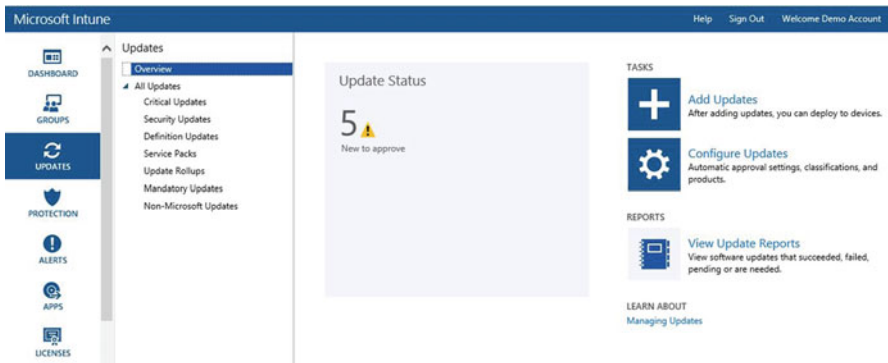 Microsoft Intune
Help Sign Out Welcome Demo Account
DASHBOARD
GROUPS
UPDATES
PROTECTION
ALERTS
APPS
LICENSES
Updates
Overview
All Updates
Critical Updates
Security Updates
Definition Updates
Service Packs
Update Rollups
Mandatory Updates
Non-Microsoft Updates
Update Status
5
New to approve
TASKS
Add Updates
After adding updates, you can deploy to devices.
Configure Updates
Automatic approval settings, classifications, and
products.
REPORTS
View Update Reports
View software updates that succeeded, failed,
pending or are needed.
LEARN ABOUT
Managing Updates